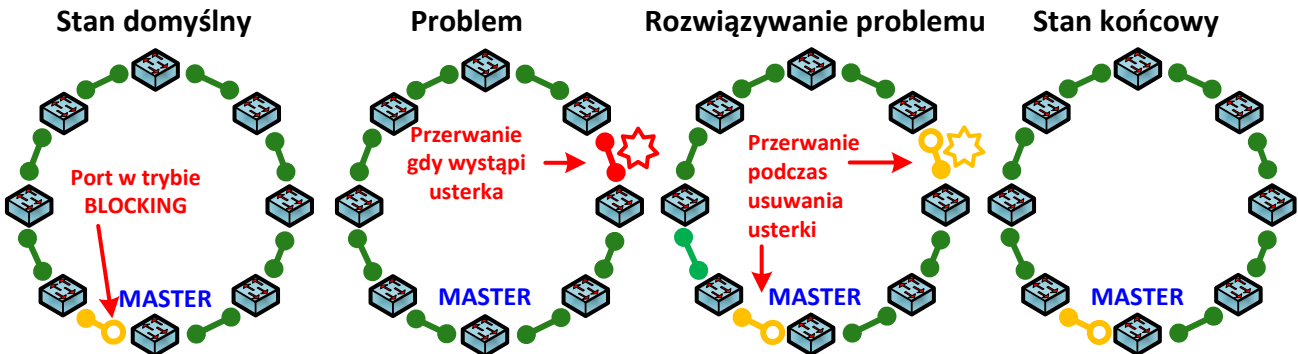 Stan domyślny
Problem
Rozwiązywanie problemu
Stan końcowy
Port w trybie
BLOCKING
MASTER
Przerwanie
gdy wystąpi
usterka
MASTER
Przerwanie
podczas
usuwania
usterki
MASTER
MASTER